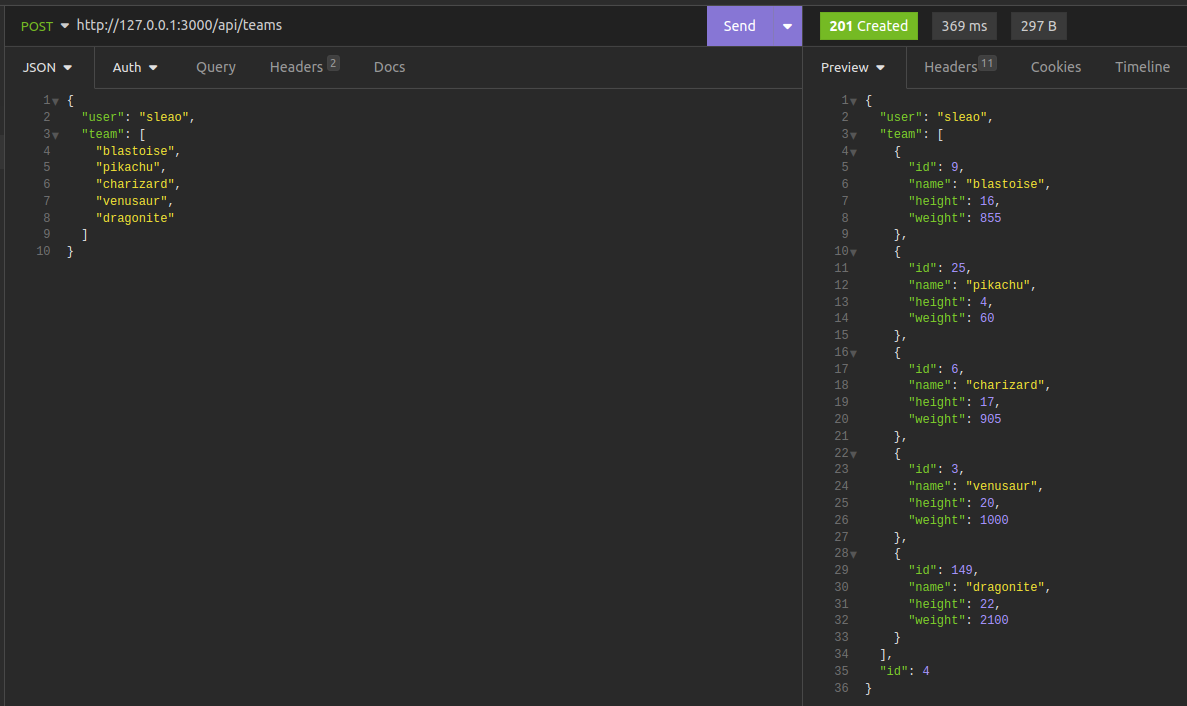 POST http://127.0.0.1:3000/api/teams Send
JSON Auth Query Headers 2 Docs
1 {
2 "user": "sleao",
3 "team": [
4 "blastoise",
5 "pikachu",
6 "charizard",
7 "venusaur",
8 "dragonite"
9 ]
10 }
201 Created 369 ms 297 B
Preview Headers 11 Cookies Timeline
1 {
2 "user": "sleao",
3 "team": [
4 {
5 "id": 9,
6 "name": "blastoise",
7 "height": 16,
8 "weight": 855
9 },
10 {
11 "id": 25,
12 "name": "pikachu",
13 "height": 4,
14 "weight": 60
15 },
16 {
17 "id": 6,
18 "name": "charizard",
19 "height": 17,
20 "weight": 905
21 },
22 {
23 "id": 3,
24 "name": "venusaur",
25 "height": 20,
26 "weight": 1000
27 },
28 {
29 "id": 149,
30 "name": "dragonite",
31 "height": 22,
32 "weight": 2100
33 }
34 ],
35 "id": 4
36 }